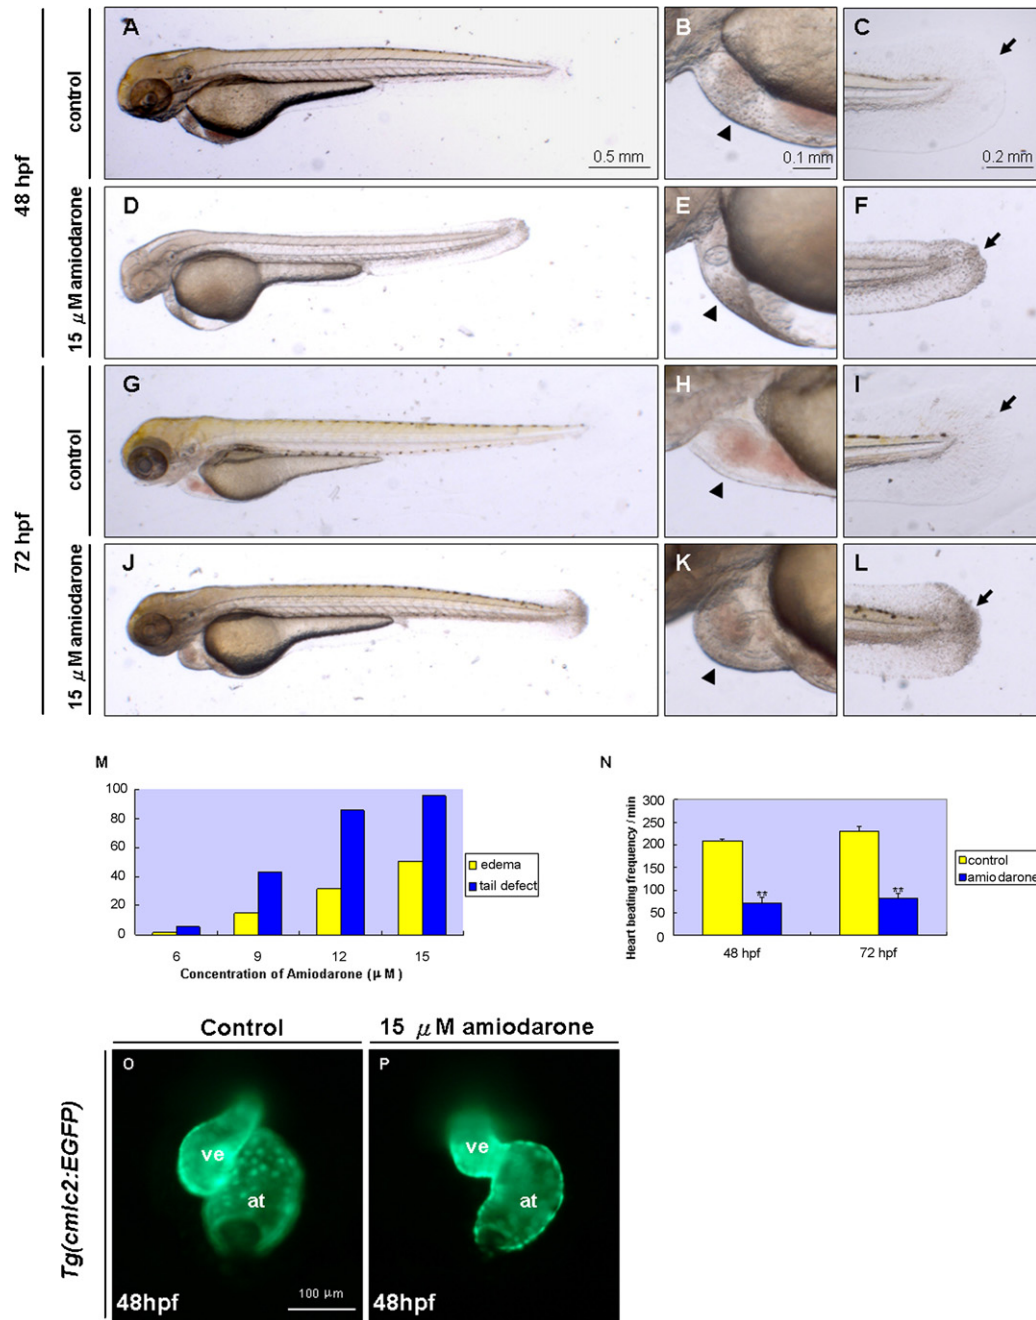 48 hpf
control
A
0.5 mm
B
0.1 mm
C
0.2 mm
15 μM amiodarone
D
E
F
72 hpf
control
G
H
I
15 μM amiodarone
J
K
L
M
100
80
60
40
20
0
6 9 12 15
Concentration of Amiodarone (μM)
edema
tail defect
N
Heart beating frequency / min
300
250
200
150
100
50
0
**
**
48 hpf 72 hpf
control
amiodarone
Control
15 μM amiodarone
Tg(cmlc2:EGFP)
O
ve
at
48hpf
100 μm
P
ve
at
48hpf